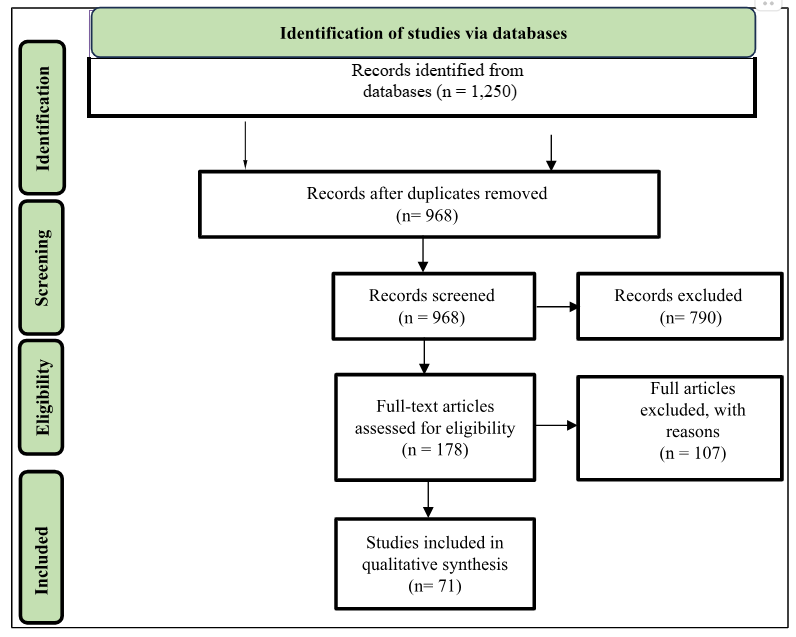 Identification of studies via databases
Identification
Records identified from
databases (n = 1,250)
Records after duplicates removed
(n= 968)
Screening
Records screened
(n = 968)
Records excluded
(n= 790)
Eligibility
Full-text articles
assessed for eligibility
(n = 178)
Full articles
excluded, with
reasons
(n = 107)
Included
Studies included in
qualitative synthesis
(n= 71)